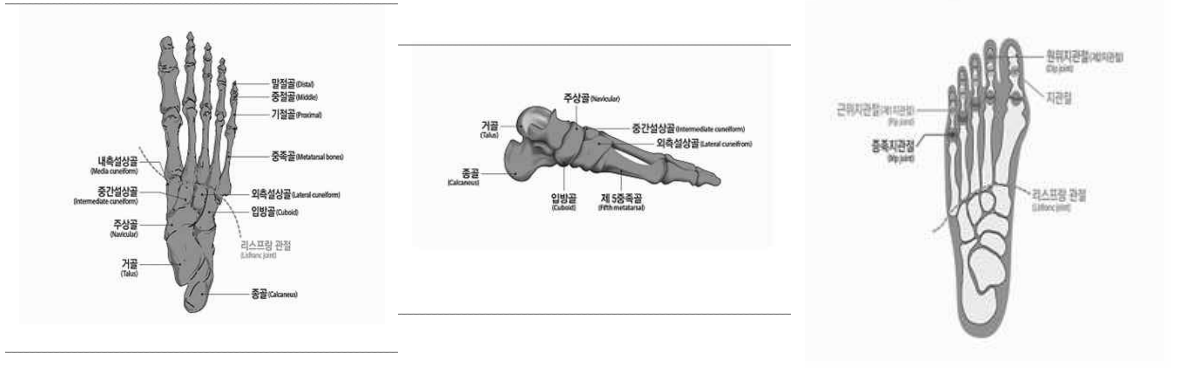 말절골(Distal)
중절골(Middle)
기절골(Proximal)
중족골(Metatarsal bones)
내측설상골
(Media cuneiform)
중간설상골
(Intermediate cuneiform)
외측설상골(Lateral cuneiform)
입방골(Cuboid)
주상골
(Navicular)
리스프랑 관절
(Lisfranc joint)
거골
(Talus)
종골(Calcaneus)
주상골(Navicular)
거골
(Talus)
중간설상골(Intermediate cuneiform)
외측설상골(Lateral cuneifrom)
종골
(Calcaneus)
입방골
(Cuboid)
제 5중족골
(Fifth metatarsal)
원위지관절(제2지관절)
(Dip joint)
지관절
근위지관절(제1지관절)
(Pip joint)
중족지관절
(Mp joint)
리스프랑 관절
(Lisfranc joint)